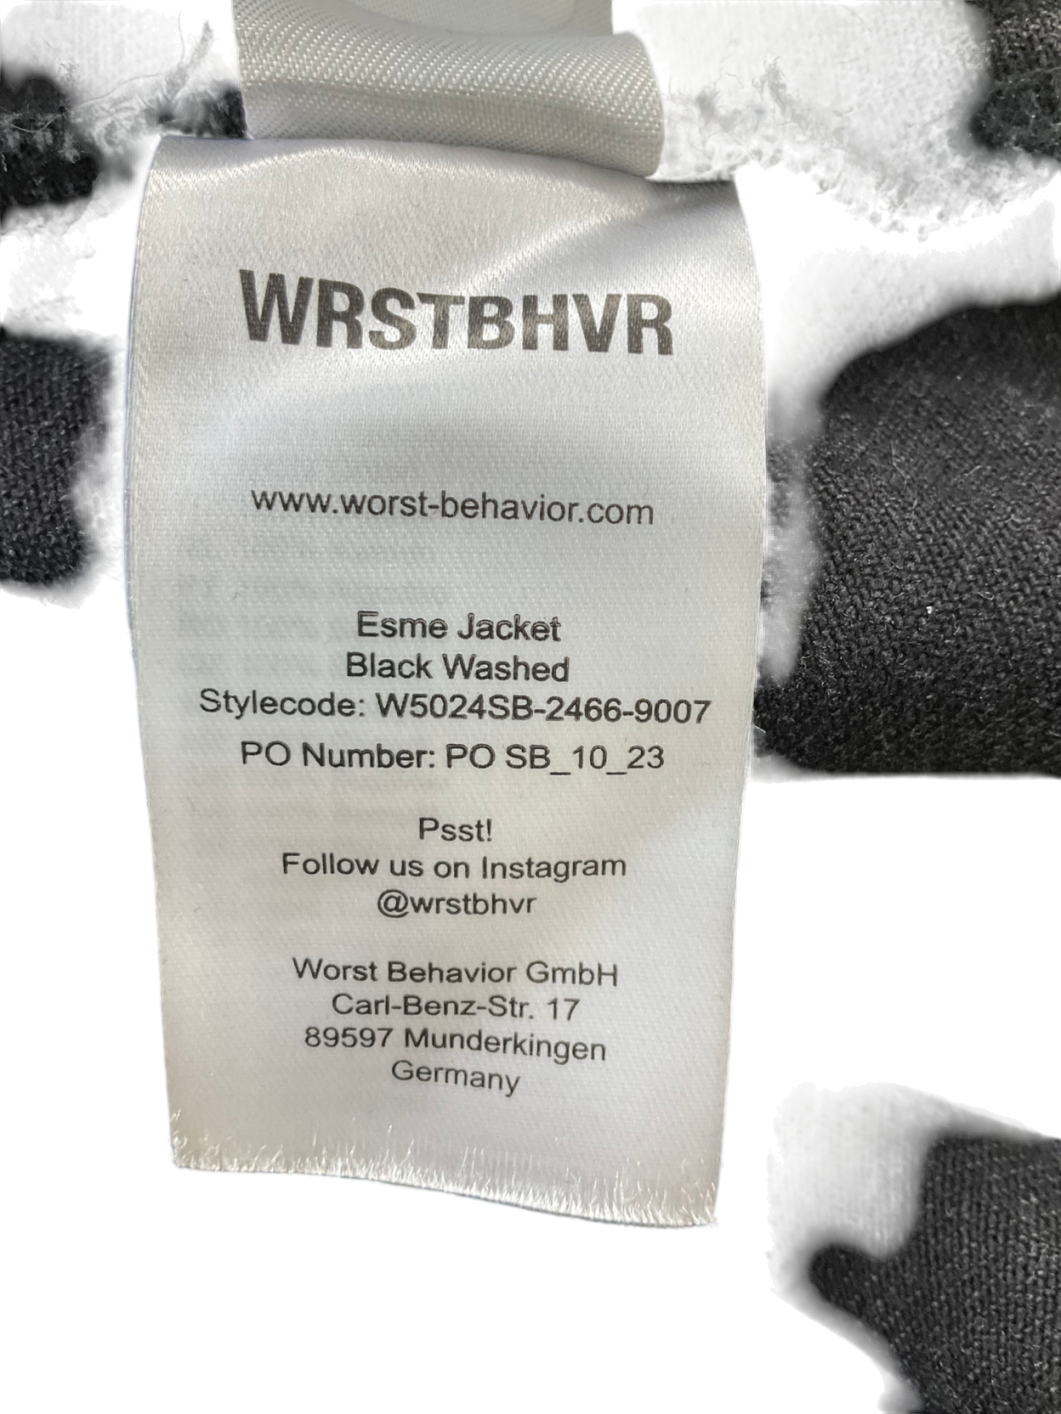 WRSTBHVR
www.worst-behavior.com
Esme Jacket
Black Washed
Stylecode: W5024SB-2466-9007
PO Number: PO SB_10_23
Psst!
Follow us on Instagram
@wrstbhvr
Worst Behavior GmbH
Carl-Benz-Str. 17
89597 Munderkingen
Germany